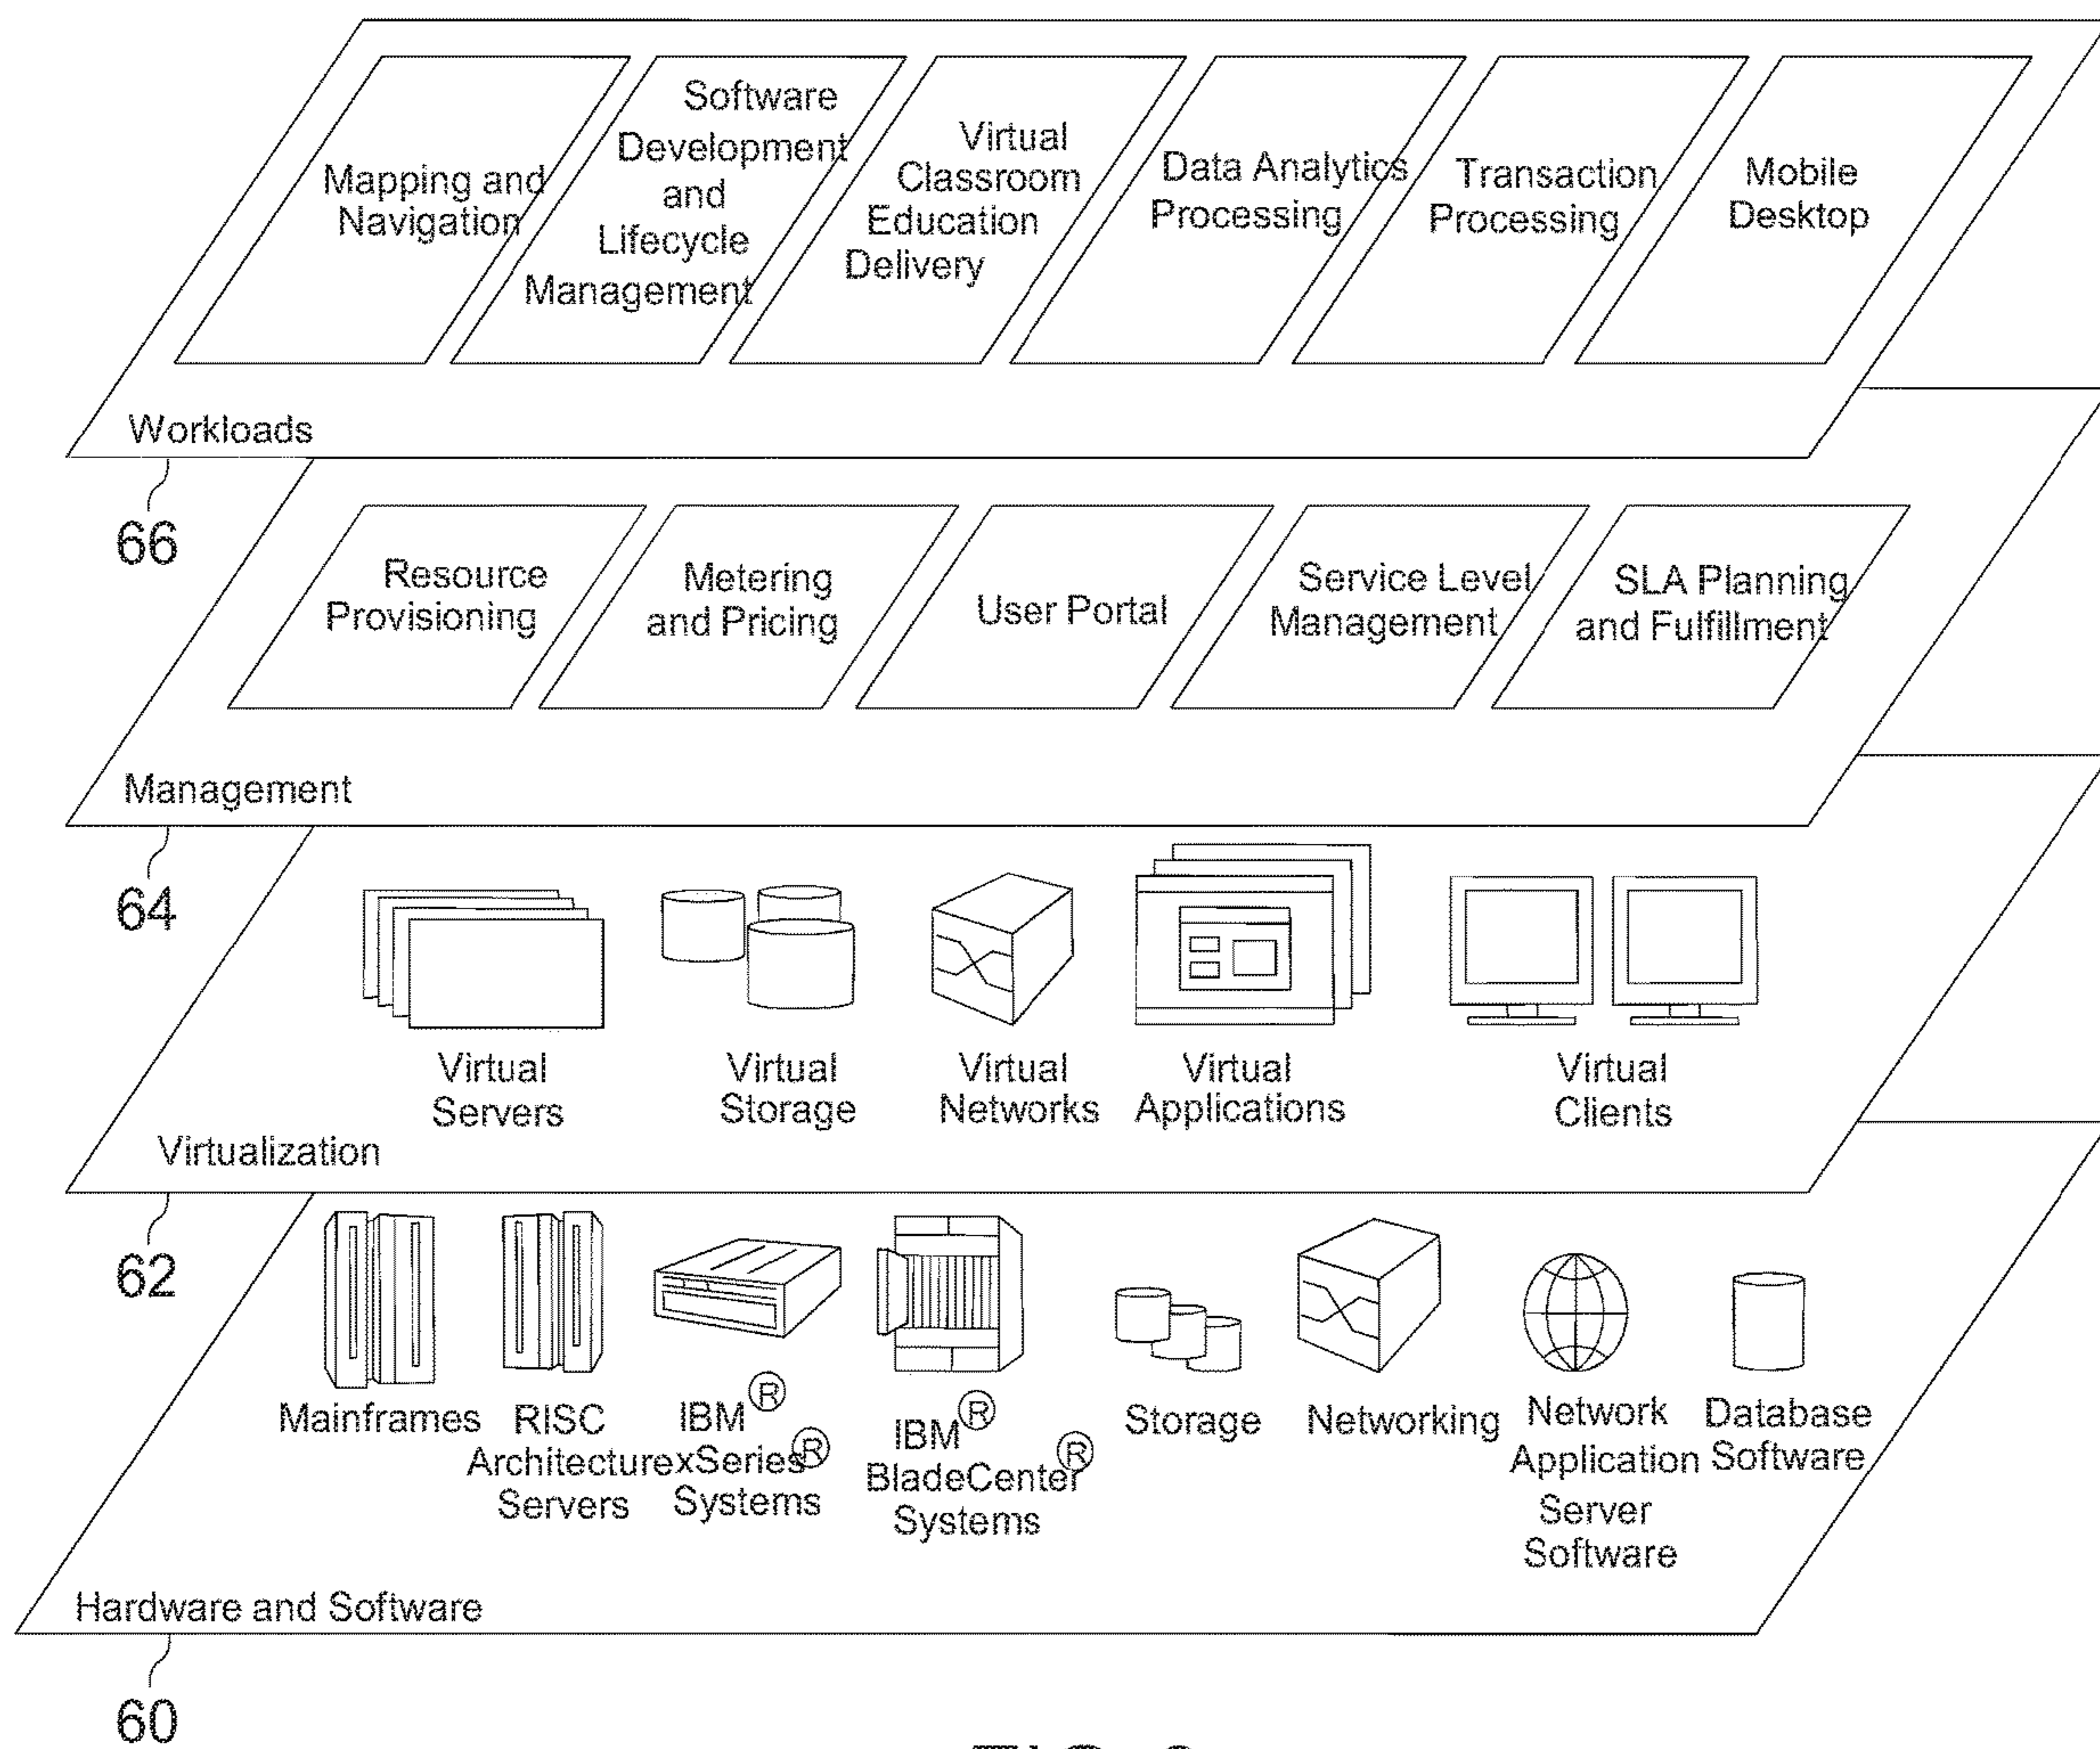 Mapping and
Navigation
Software
Development
and
Lifecycle
Management
Virtual
Classroom
Education
Delivery
Data Analytics
Processing
Transaction
Processing
Mobile
Desktop
Workloads
66
Resource
Provisioning
Metering
and Pricing
User Portal
Service Level
Management
SLA Planning
and Fulfillment
Management
64
Virtual
Servers
Virtual
Storage
Virtual
Networks
Virtual
Applications
Virtual
Clients
Virtualization
62
Mainframes
RISC
Architecture
Servers
IBM®
xSeries®
Systems
IBM®
BladeCenter®
Systems
Storage
Networking
Network
Application
Server
Software
Database
Software
Hardware and Software
60